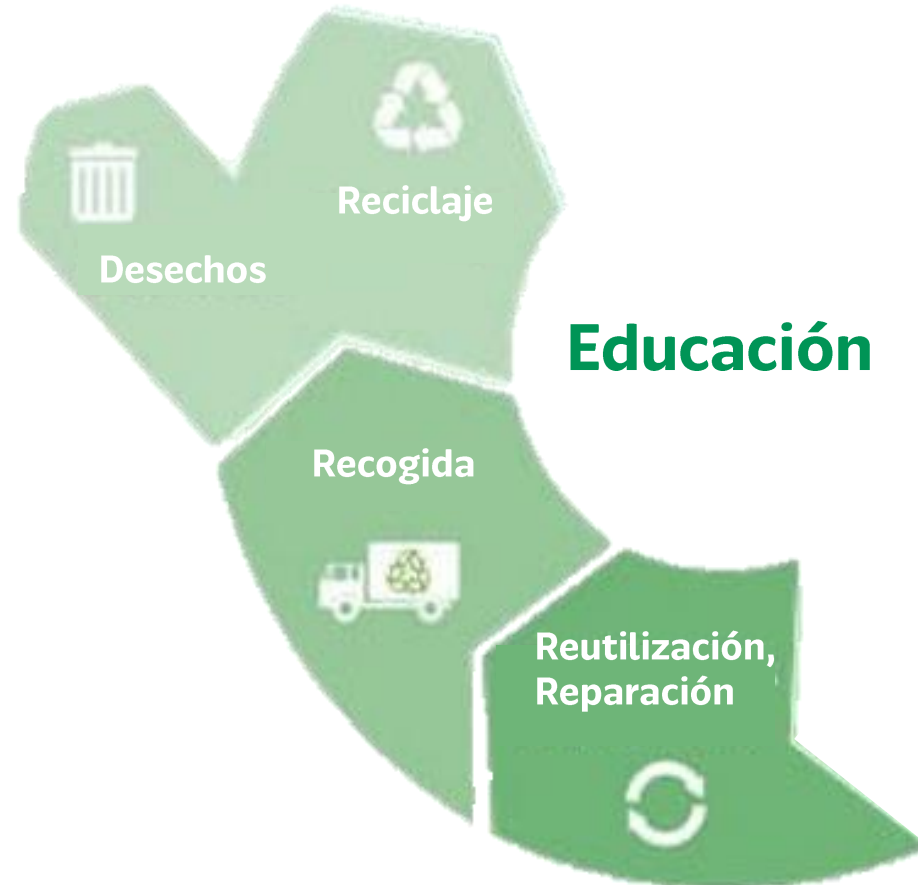 Reciclaje
Desechos
Educación
Recogida
Reutilización,
Reparación